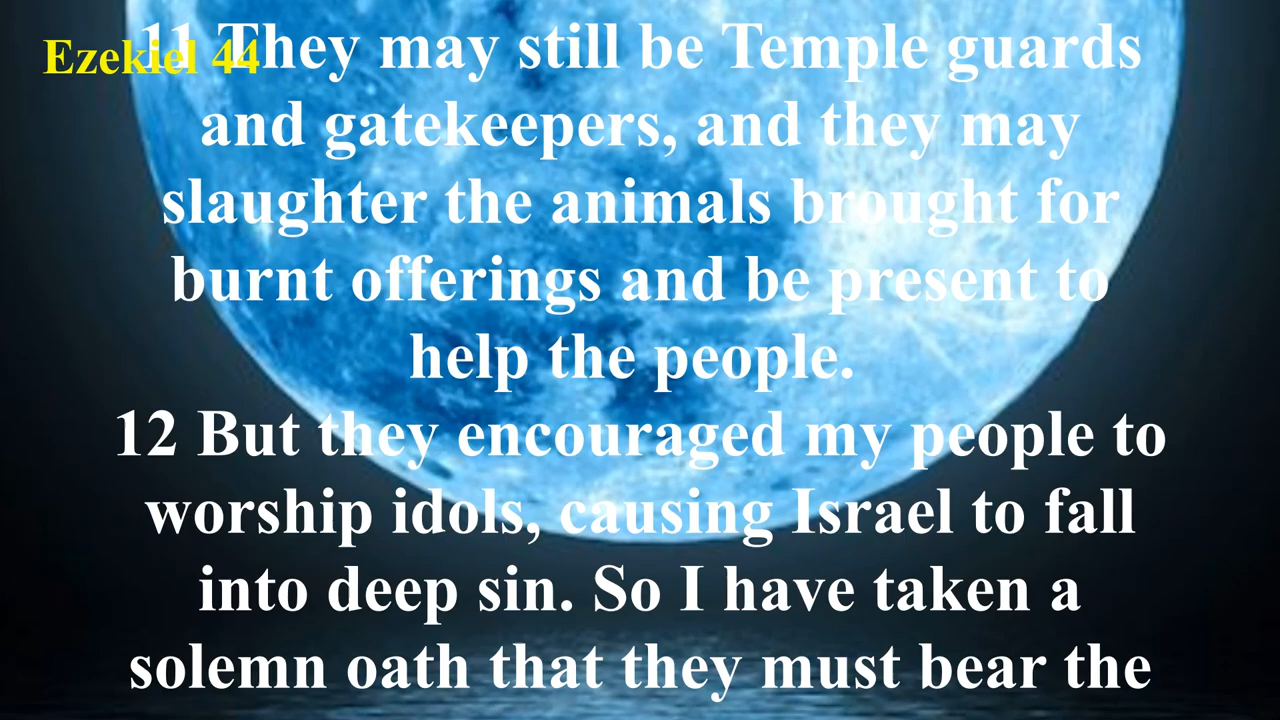 Ezekiel 44
11 They may still be Temple guards
and gatekeepers, and they may
slaughter the animals brought for
burnt offerings and be present to
help the people.
12 But they encouraged my people to
worship idols, causing Israel to fall
into deep sin. So I have taken a
solemn oath that they must bear the